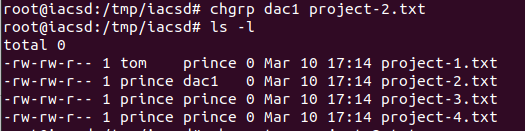 root@iacsd:/tmp/iacsd# chgrp dac1 project-2.txt
root@iacsd:/tmp/iacsd# ls -l
total 0
-rw-rw-r-- 1 tom    prince 0 Mar 10 17:14 project-1.txt
-rw-rw-r-- 1 prince dac1   0 Mar 10 17:14 project-2.txt
-rw-rw-r-- 1 prince prince 0 Mar 10 17:14 project-3.txt
-rw-rw-r-- 1 prince prince 0 Mar 10 17:14 project-4.txt